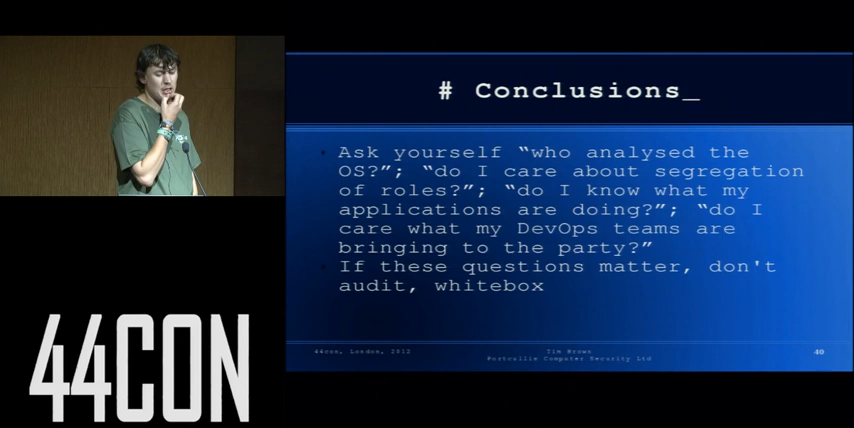 # Conclusions_
Ask yourself “who analysed the
OS?”; “do I care about segregation
of roles?”; “do I know what my
applications are doing?”; “do I
care what my DevOps teams are
bringing to the party?”
If these questions matter, don't
audit, whitebox
44con, London, 2012
Tim Brown
Portcullis Computer Security Ltd
40
44CON